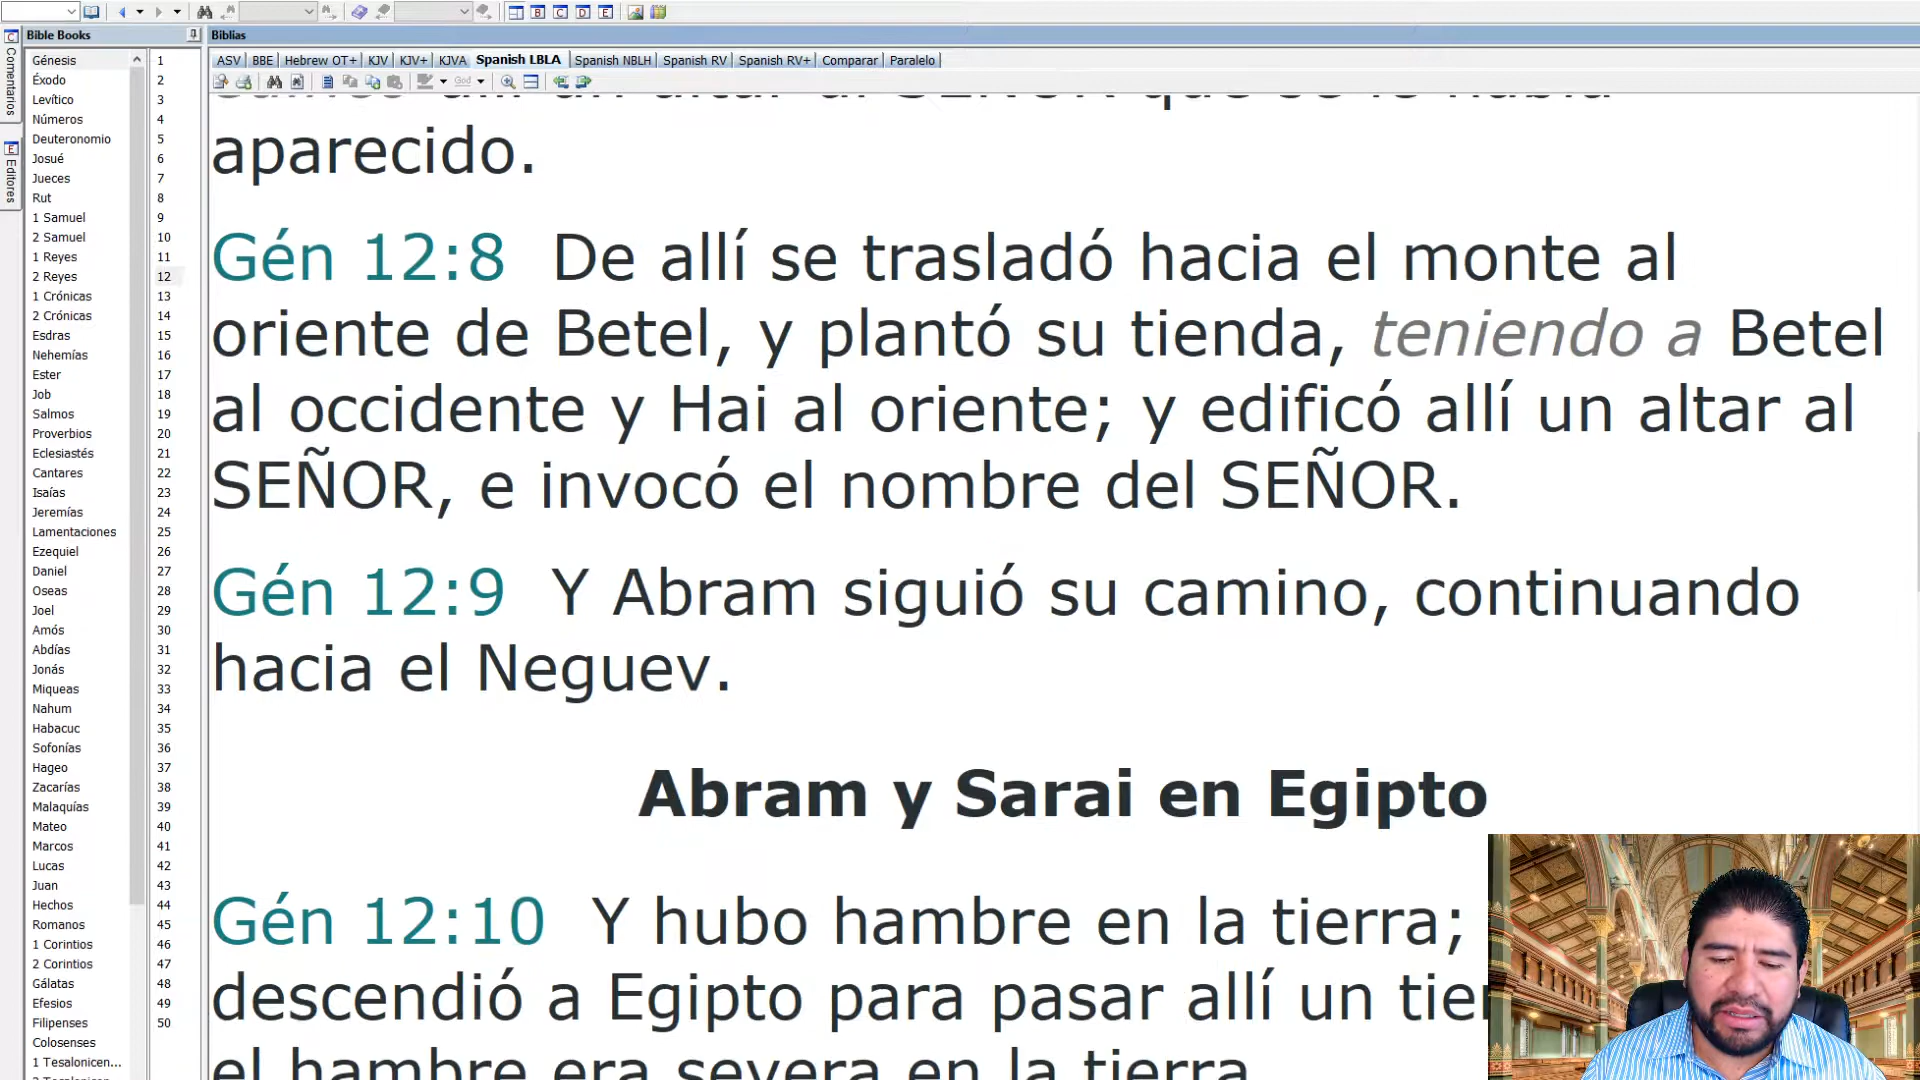 Bible Books
Biblias
Comentarios
Editores
ASV BBE Hebrew OT+ KJV KJV+ KJVA Spanish LBLA Spanish NBLH Spanish RV Spanish RV+ Comparar Paralelo
Génesis
Éxodo
Levítico
Números
Deuteronomio
Josué
Jueces
Rut
1 Samuel
2 Samuel
1 Reyes
2 Reyes
1 Crónicas
2 Crónicas
Esdras
Nehemías
Ester
Job
Salmos
Proverbios
Eclesiastés
Cantares
Isaías
Jeremías
Lamentaciones
Ezequiel
Daniel
Oseas
Joel
Amós
Abdías
Jonás
Miqueas
Nahum
Habacuc
Sofonías
Hageo
Zacarías
Malaquías
Mateo
Marcos
Lucas
Juan
Hechos
Romanos
1 Corintios
2 Corintios
Gálatas
Efesios
Filipenses
Colosenses
1 Tesalonicen...
1
2
3
4
5
6
7
8
9
10
11
12
13
14
15
16
17
18
19
20
21
22
23
24
25
26
27
28
29
30
31
32
33
34
35
36
37
38
39
40
41
42
43
44
45
46
47
48
49
50
aparecido.
Gén 12:8 De allí se trasladó hacia el monte al
oriente de Betel, y plantó su tienda, teniendo a Betel
al occidente y Hai al oriente; y edificó allí un altar al
SEÑOR, e invocó el nombre del SEÑOR.
Gén 12:9 Y Abram siguió su camino, continuando
hacia el Neguev.
Abram y Sarai en Egipto
Gén 12:10 Y hubo hambre en la tierra;
descendió a Egipto para pasar allí un
el hambre era severa en la tierra